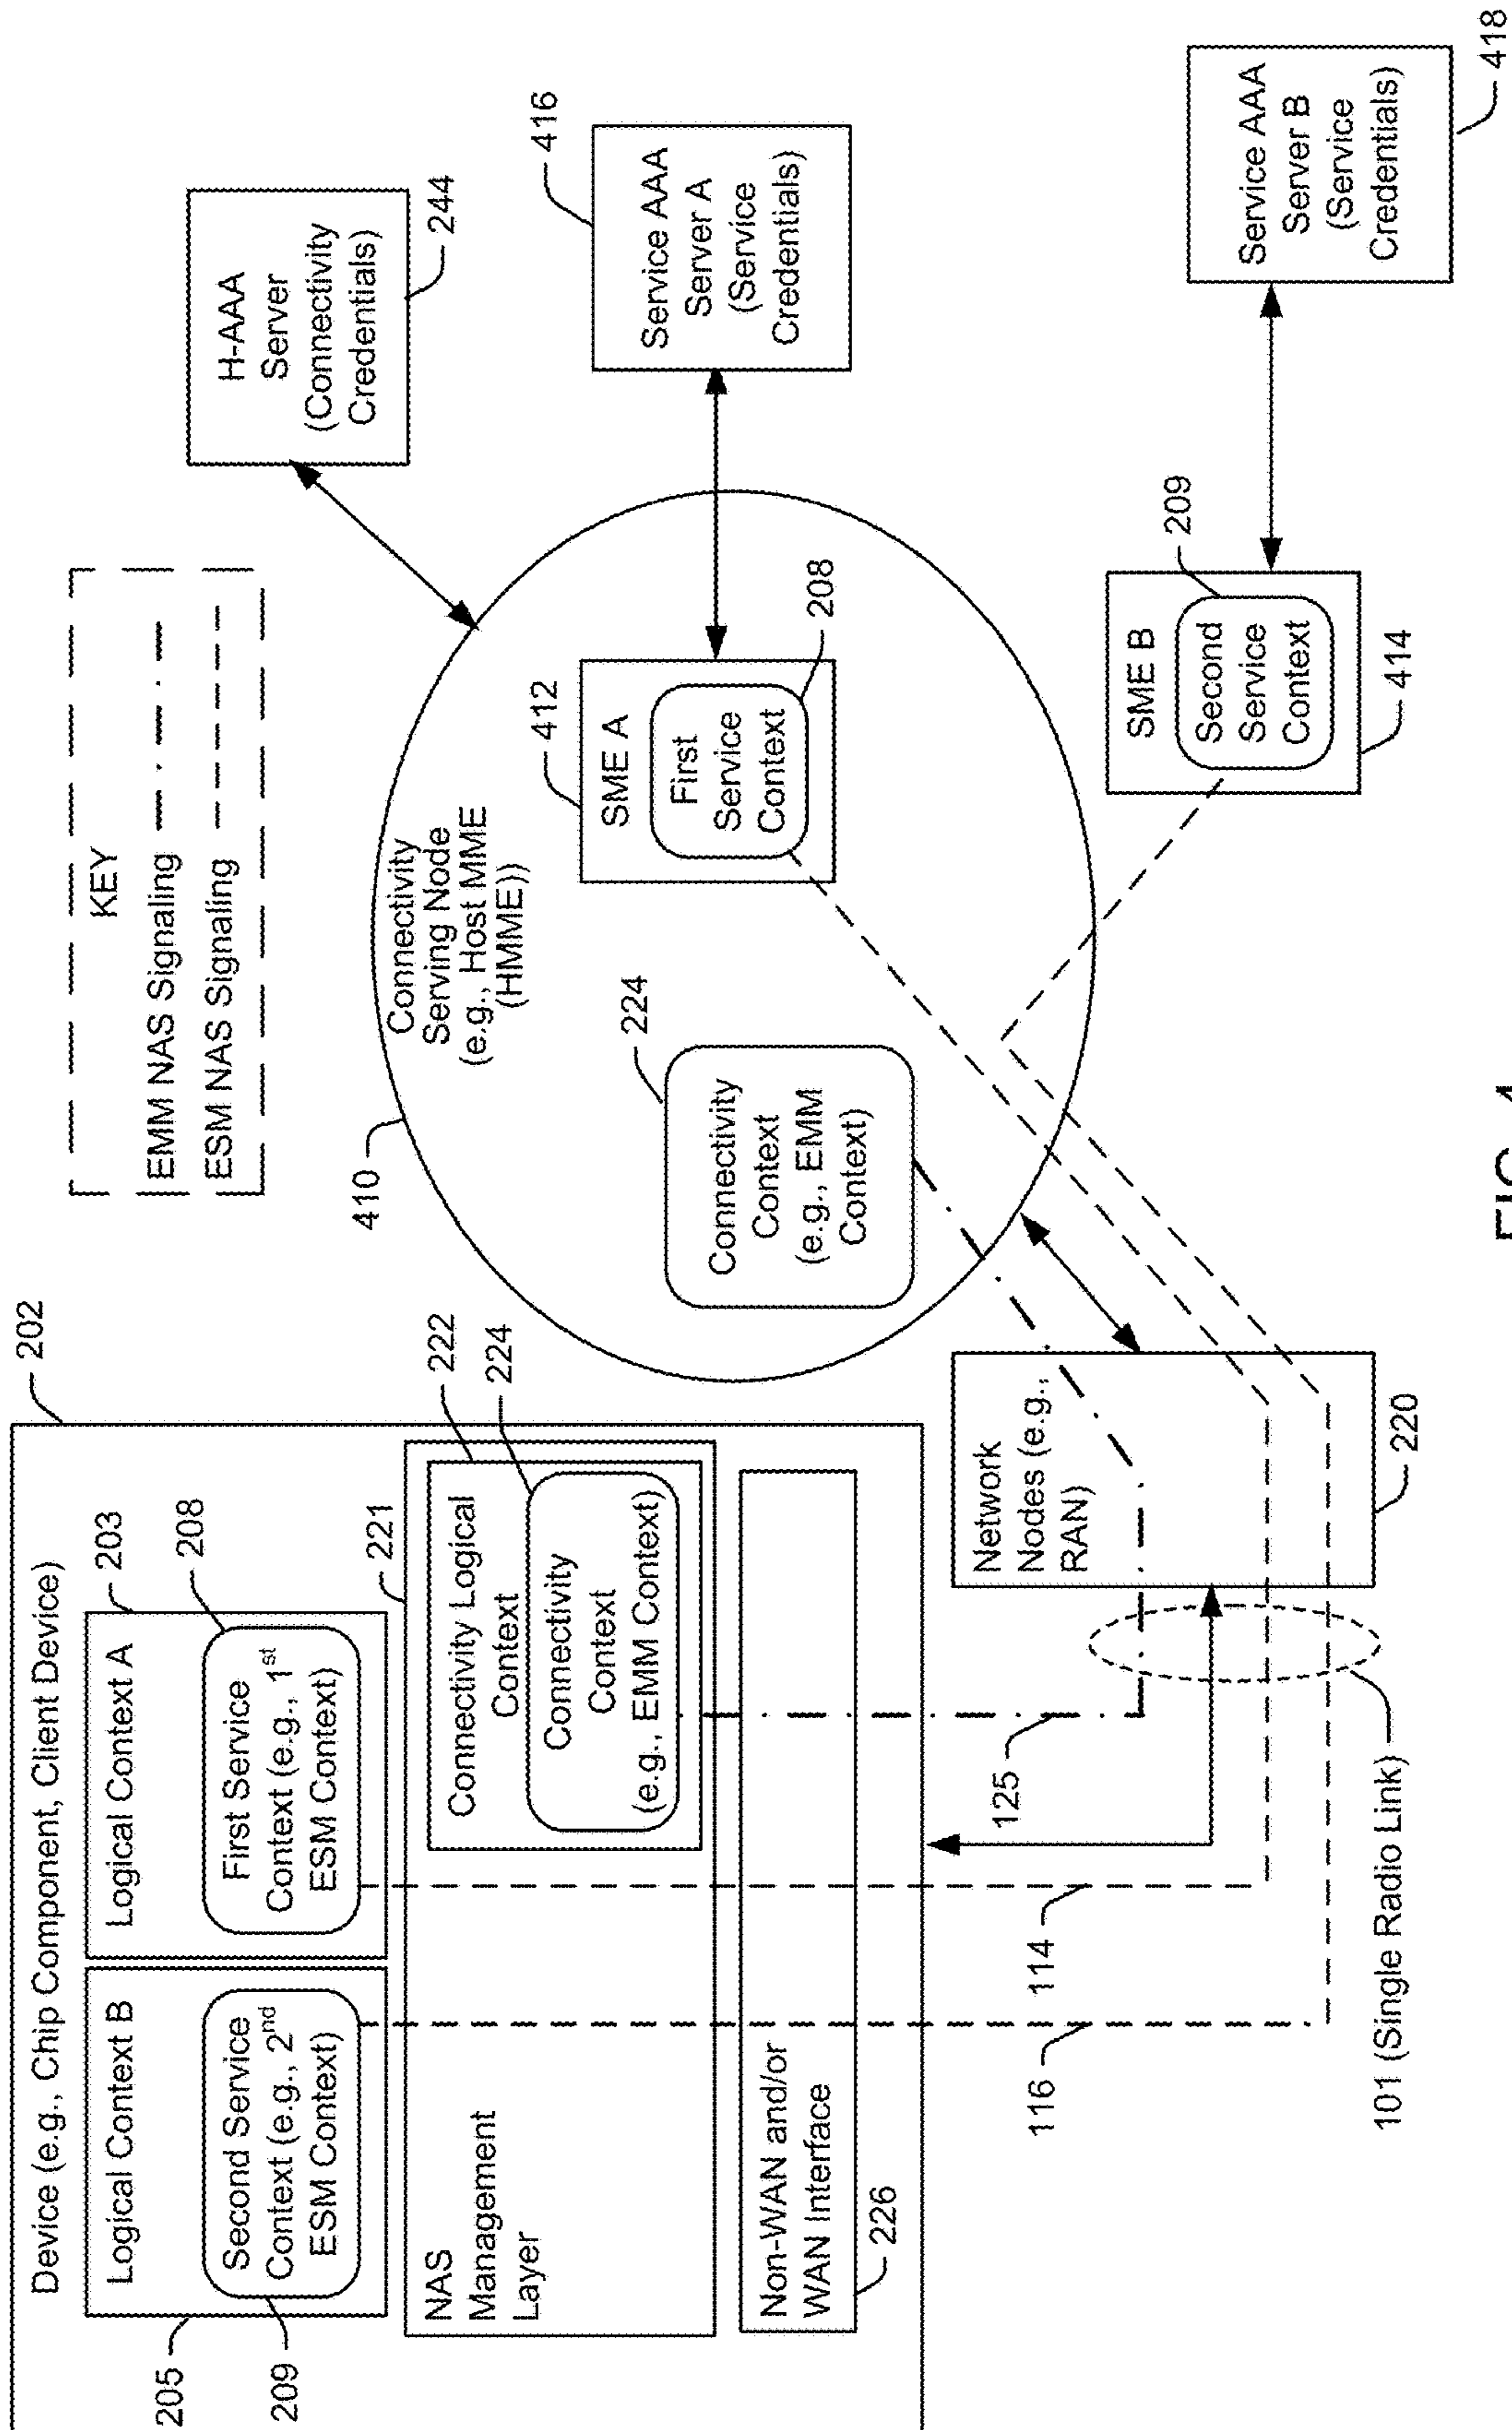 Device (e.g., Chip Component, Client Device)
202
Logical Context B
Second Service
Context (e.g., 2nd
ESM Context)
205
209
Logical Context A
First Service
Context (e.g., 1st
ESM Context)
203
208
221
NAS
Management
Layer
Connectivity Logical
Context
Connectivity
Context
(e.g., EMM Context)
222
224
Non-WAN and/or
WAN Interface
226
116
114
125
101 (Single Radio Link)
Network
Nodes (e.g.,
RAN)
220
KEY
EMM NAS Signaling
ESM NAS Signaling
410
Connectivity
Serving Node
(e.g., Host MME
(HMME))
224
Connectivity
Context
(e.g., EMM
Context)
412
SME A
First
Service
Context
208
SME B
Second
Service
Context
209
414
H-AAA
Server
(Connectivity
Credentials)
244
416
Service AAA
Server A
(Service
Credentials)
Service AAA
Server B
(Service
Credentials)
418